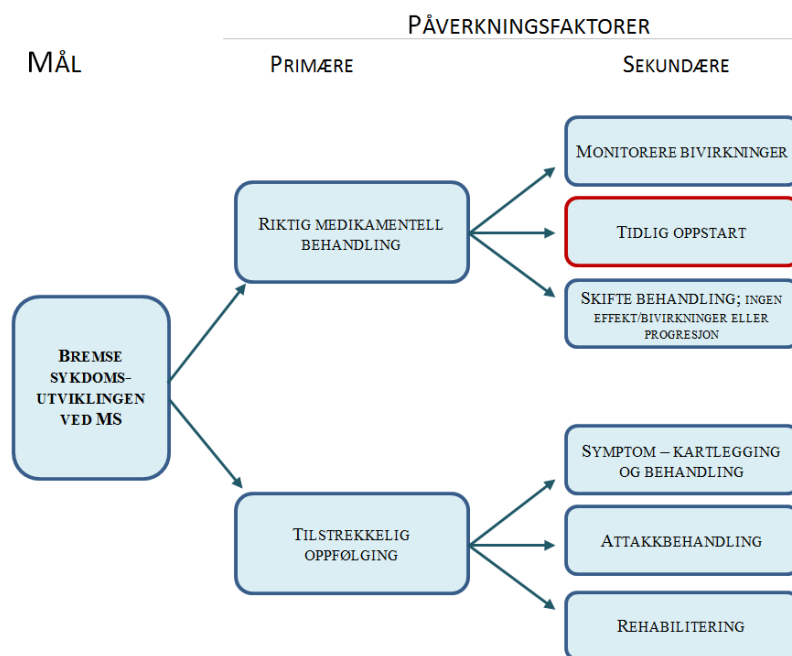 PÅVERKNINGSFAKTORER
MÅL
PRIMÆRE
SEKUNDÆRE
MONITORERE BIVIRKNINGER
RIKTIG MEDIKAMENTELL
BEHANDLING
TIDLIG OPPSTART
SKIFTE BEHANDLING; INGEN
EFFEKT/BIVIRKNINGER ELLER
PROGRESJON
BREMSE
SYKDOMS-
UTVIKLINGEN
VED MS
SYMPTOM – KARTLEGGING
OG BEHANDLING
TILSTREKKELIG
OPPFØLGING
ATTAKKBEHANDLING
REHABILITERING